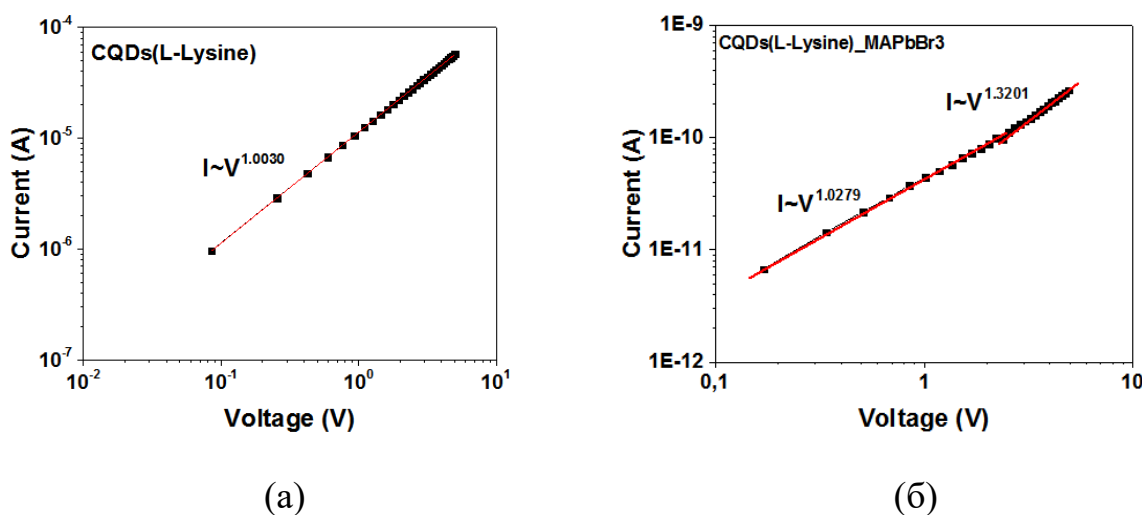 CQDs(L-Lysine)
I~V^1.0030
Current (A)
10^-4
10^-5
10^-6
10^-7
10^-2
10^-1
10^0
10^1
Voltage (V)
(а)
CQDs(L-Lysine)_MAPbBr3
I~V^1.3201
I~V^1.0279
Current (A)
1E-9
1E-10
1E-11
1E-12
0,1
1
10
Voltage (V)
(б)